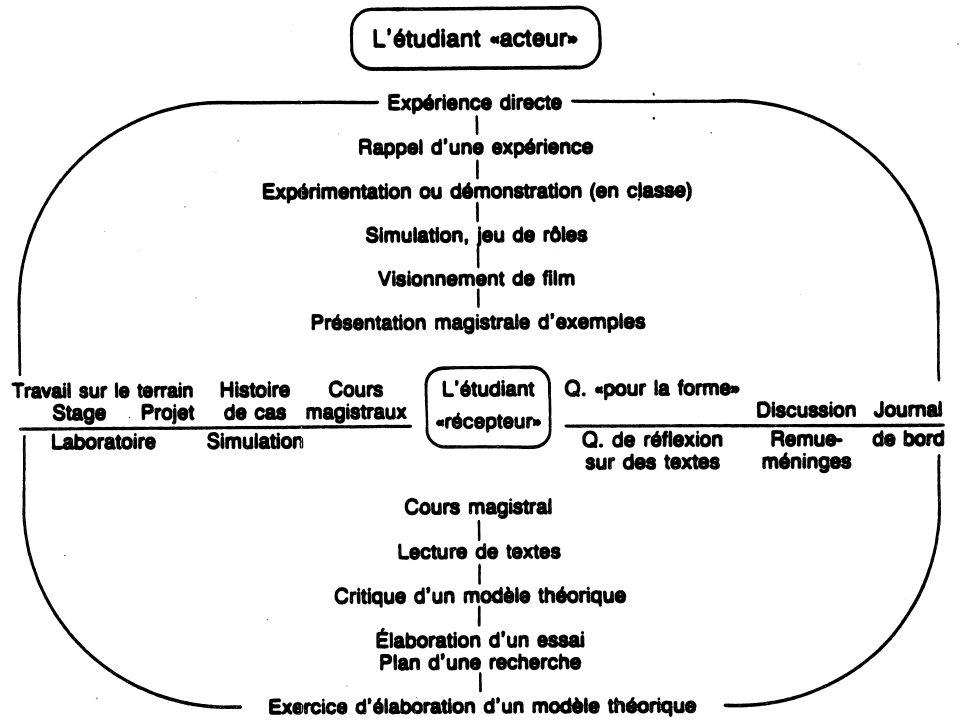 L'étudiant «acteur»
Expérience directe
Rappel d'une expérience
Expérimentation ou démonstration (en classe)
Simulation, jeu de rôles
Visionnement de film
Présentation magistrale d'exemples
Travail sur le terrain
Stage Projet
Laboratoire
Histoire
de cas
Simulation
Cours
magistraux
L'étudiant
«récepteur»
Q. «pour la forme»
Q. de réflexion
sur des textes
Discussion
Remue-
méninges
Journal
de bord
Cours magistral
Lecture de textes
Critique d'un modèle théorique
Élaboration d'un essai
Plan d'une recherche
Exercice d'élaboration d'un modèle théorique